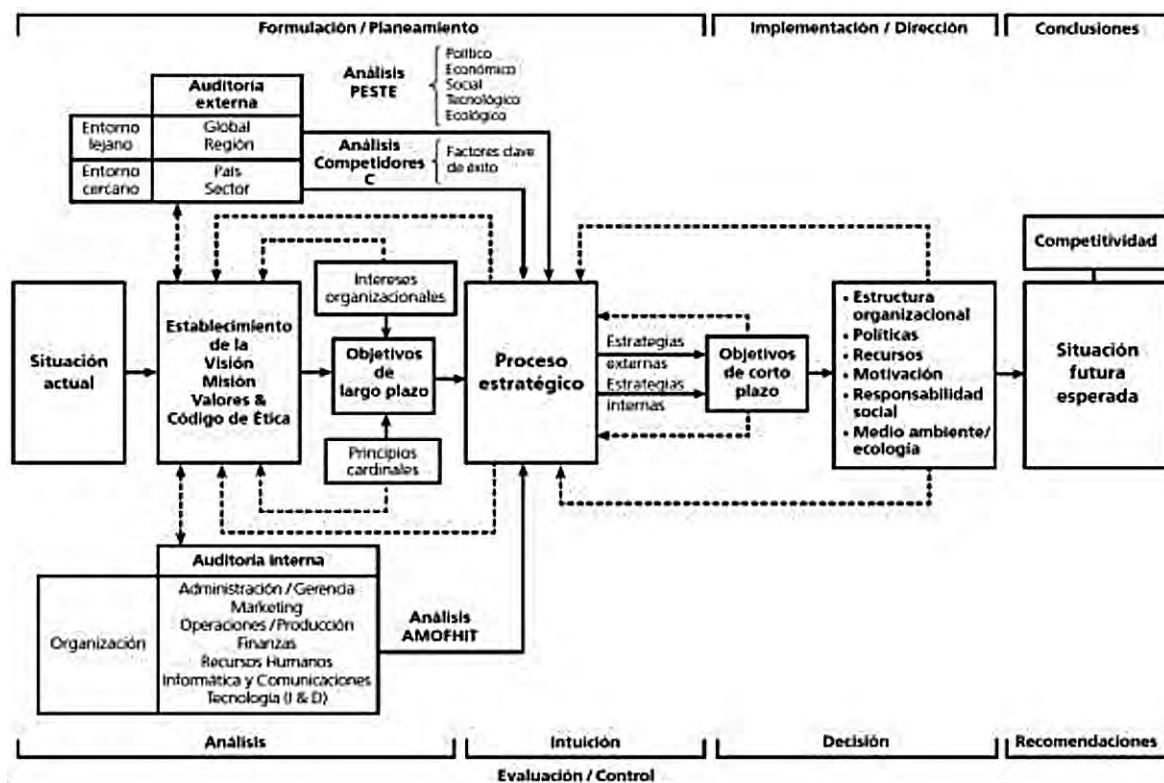 Formulación / Planeamiento
Implementación / Dirección
Conclusiones
Análisis
PESTE
Político
Económico
Social
Tecnológico
Ecológico
Auditoría
externa
Entorno
lejano
Global
Región
Entorno
cercano
País
Sector
Análisis
Competidores
C
Factores clave
de éxito
Situación
actual
Establecimiento
de la
Visión
Misión
Valores &
Código de Ética
Intereses
organizacionales
Objetivos
de
largo plazo
Principios
cardinales
Proceso
estratégico
Estrategias
externas
Estrategias
internas
Objetivos
de corto
plazo
• Estructura
organizacional
• Políticas
• Recursos
• Motivación
• Responsabilidad
social
• Medio ambiente/
ecología
Competitividad
Situación
futura
esperada
Auditoría interna
Organización
Administración / Gerencia
Marketing
Operaciones / Producción
Finanzas
Recursos Humanos
Informática y Comunicaciones
Tecnología (I & D)
Análisis
AMOFHIT
Análisis
Intuición
Decisión
Recomendaciones
Evaluación / Control